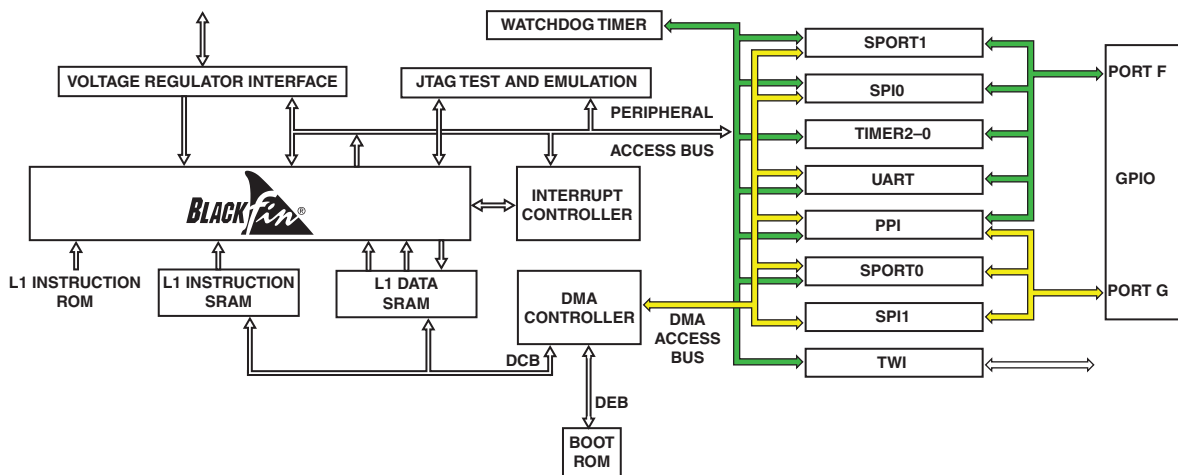 WATCHDOG TIMER
VOLTAGE REGULATOR INTERFACE
JTAG TEST AND EMULATION
PERIPHERAL
ACCESS BUS
BLACKfin®
INTERRUPT
CONTROLLER
L1 INSTRUCTION
ROM
L1 INSTRUCTION
SRAM
L1 DATA
SRAM
DMA
CONTROLLER
DMA
ACCESS
BUS
DCB
DEB
BOOT
ROM
SPORT1
SPI0
TIMER2–0
UART
PPI
SPORT0
SPI1
TWI
PORT F
GPIO
PORT G